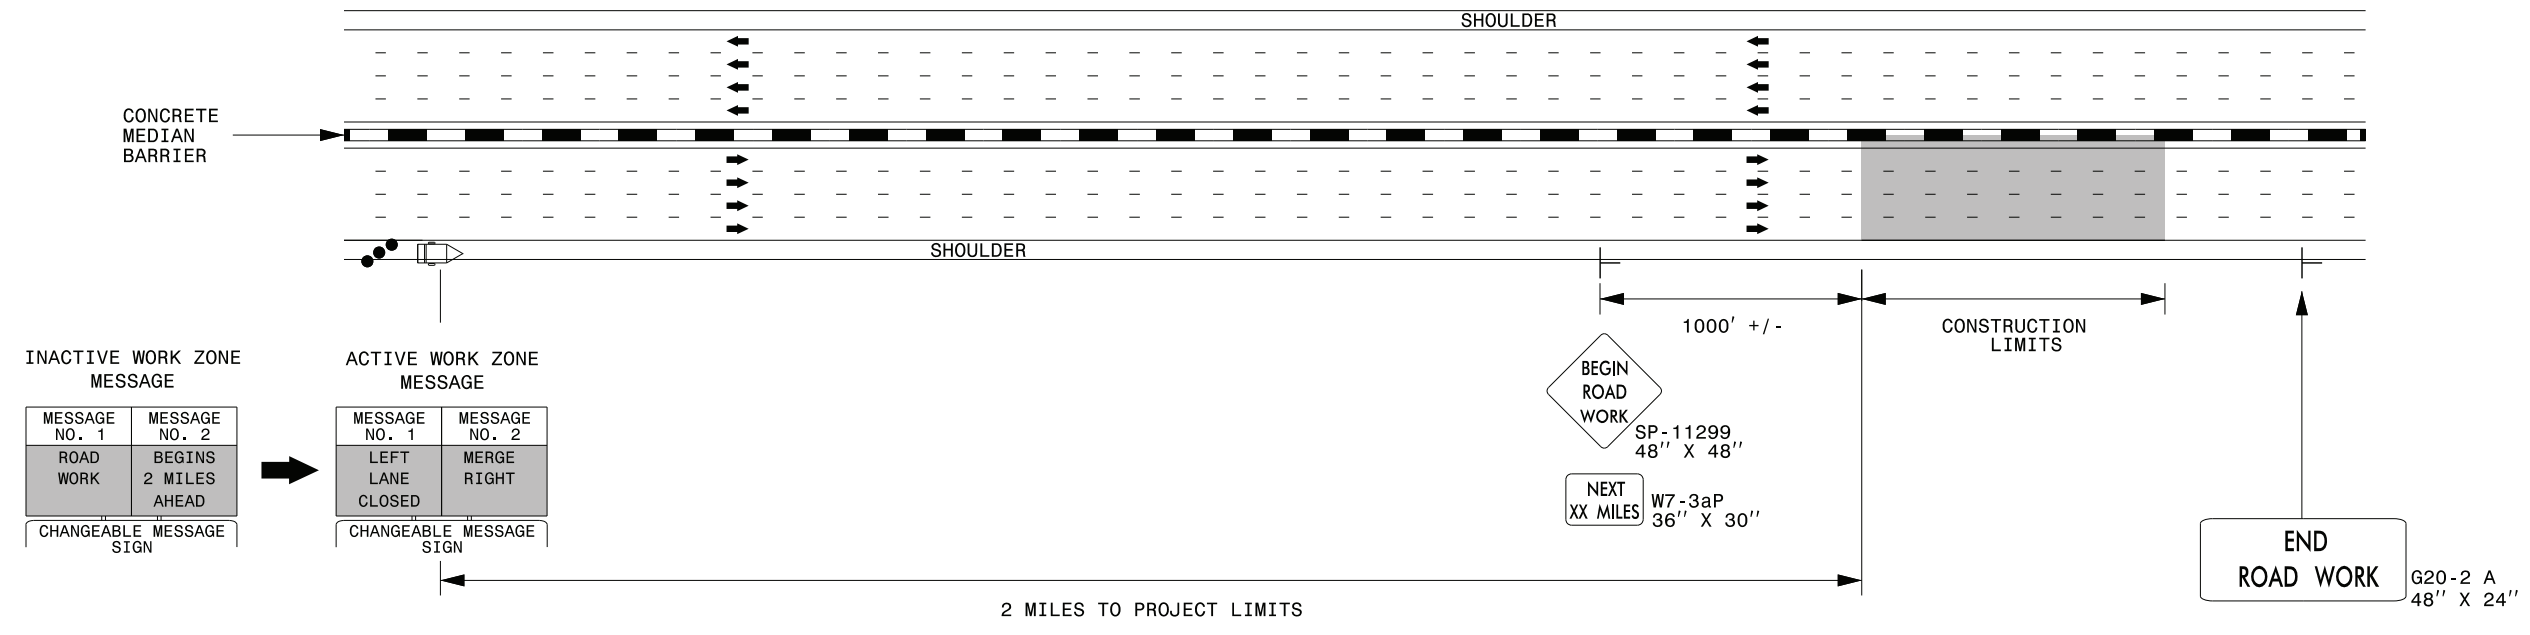 SHOULDER
CONCRETE
MEDIAN
BARRIER
SHOULDER
1000' +/-
CONSTRUCTION
LIMITS
INACTIVE WORK ZONE
MESSAGE
MESSAGE
NO. 1
MESSAGE
NO. 2
ROAD
WORK
BEGINS
2 MILES
AHEAD
CHANGEABLE MESSAGE
SIGN
ACTIVE WORK ZONE
MESSAGE
MESSAGE
NO. 1
MESSAGE
NO. 2
LEFT
LANE
CLOSED
MERGE
RIGHT
CHANGEABLE MESSAGE
SIGN
BEGIN
ROAD
WORK
SP-11299
48'' X 48''
NEXT
XX MILES
W7-3aP
36'' X 30''
END
ROAD WORK
G20-2 A
48'' X 24''
2 MILES TO PROJECT LIMITS